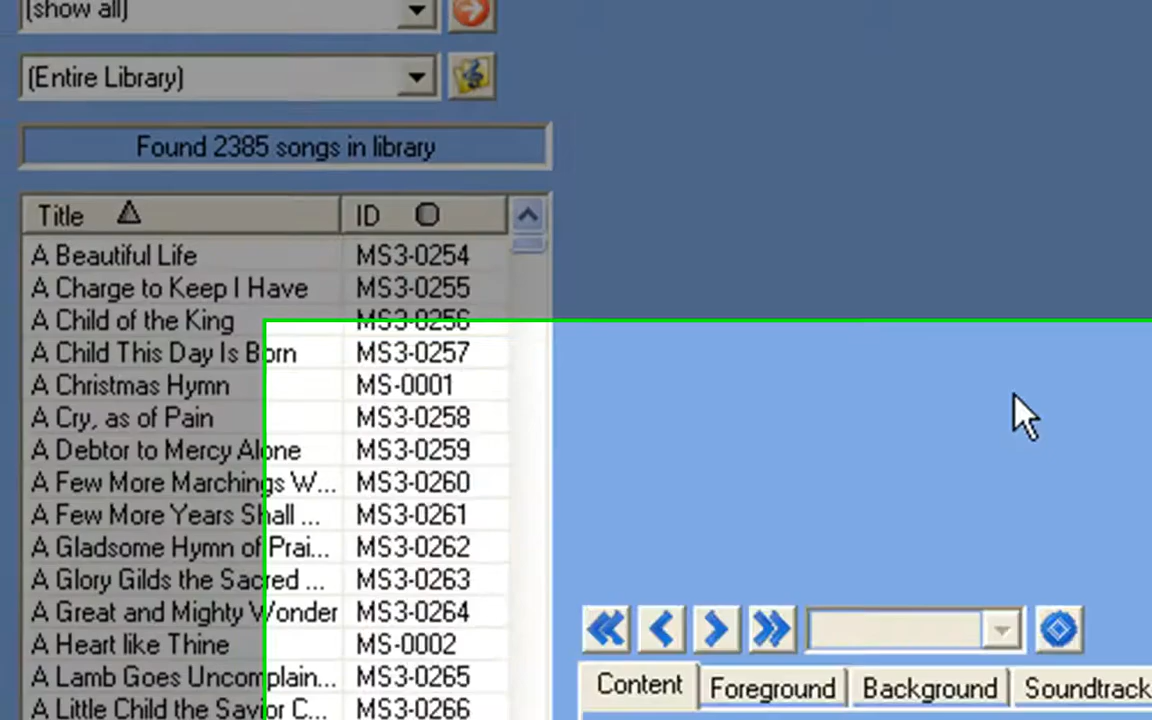 (show all)
(Entire Library)
Found 2385 songs in library
Title ID
A Beautiful Life MS3-0254
A Charge to Keep I Have MS3-0255
A Child of the King MS3-0256
A Child This Day Is Born MS3-0257
A Christmas Hymn MS-0001
A Cry, as of Pain MS3-0258
A Debtor to Mercy Alone MS3-0259
A Few More Marchings W... MS3-0260
A Few More Years Shall ... MS3-0261
A Gladsome Hymn of Prai... MS3-0262
A Glory Gilds the Sacred ... MS3-0263
A Great and Mighty Wonder MS3-0264
A Heart like Thine MS-0002
A Lamb Goes Uncomplain... MS3-0265
A Little Child the Savior C... MS3-0266
Content Foreground Background Soundtrack